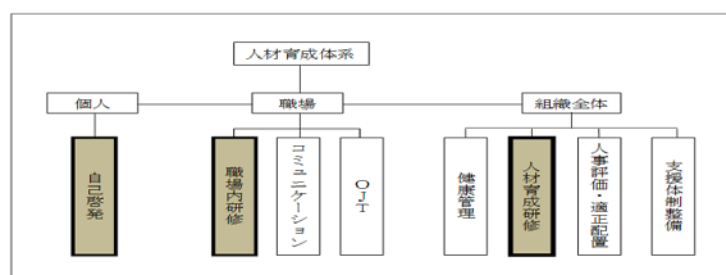 人材育成体系
個人
職場
組織全体
自己啓発
職場内研修
コミュニケーション
OJT
健康管理
人材育成研修
人事評価・適正配置
支援体制整備